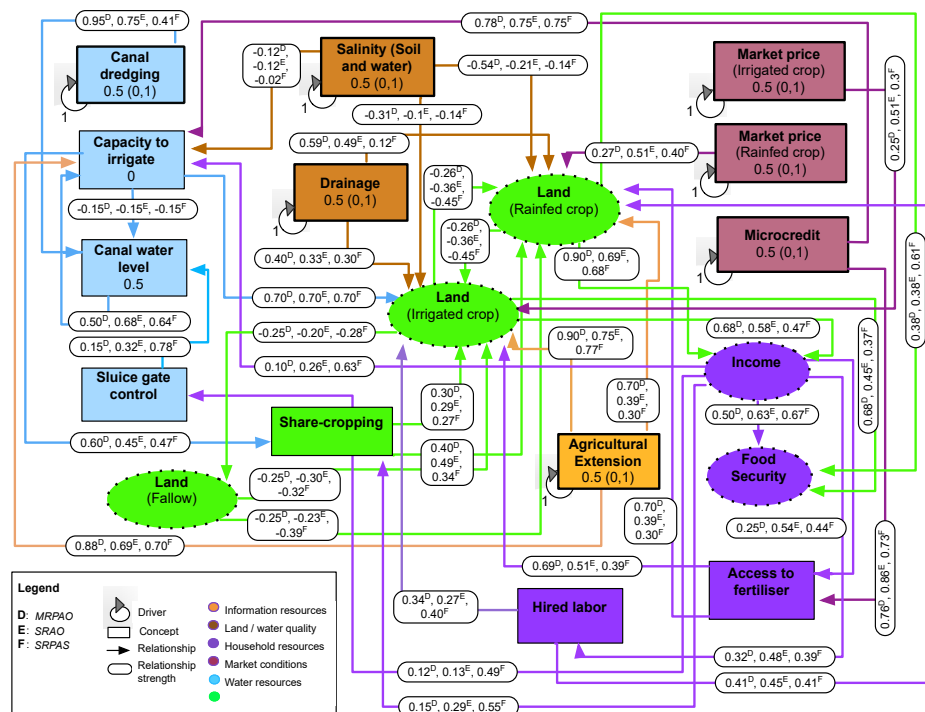 0.95D, 0.75E, 0.41F
0.78D, 0.75E, 0.75F
Canal
dredging
0.5 (0,1)
1
-0.12D,
-0.12E,
-0.02F
Salinity (Soil
and water)
0.5 (0,1)
1
-0.54D, -0.21E, -0.14F
Market price
(Irrigated crop)
0.5 (0,1)
1
-0.31D, -0.1E, -0.14F
0.25D, 0.51E, 0.3F
Capacity to
irrigate
0
0.59D, 0.49E, 0.12F
0.27D, 0.51E, 0.40F
Market price
(Rainfed crop)
0.5 (0,1)
1
Drainage
0.5 (0,1)
1
-0.26D,
-0.36E,
-0.45F
Land
(Rainfed crop)
-0.15D, -0.15E, -0.15F
-0.26D,
-0.36E,
-0.45F
Microcredit
0.5 (0,1)
1
Canal water
level
0.5
0.40D, 0.33E, 0.30F
0.90D, 0.69E,
0.68F
0.38D, 0.38E, 0.61F
0.70D, 0.70E, 0.70F
Land
(Irrigated crop)
0.50D, 0.68E, 0.64F
-0.25D, -0.20E, -0.28F
0.68D, 0.58E, 0.47F
0.15D, 0.32E, 0.78F
0.90D, 0.75E,
0.77F
0.68D, 0.45E, 0.37F
Sluice gate
control
0.10D, 0.26E, 0.63F
Income
0.30D,
0.29E,
0.27F
0.70D,
0.39E,
0.30F
0.50D, 0.63E, 0.67F
Share-cropping
0.60D, 0.45E, 0.47F
0.40D,
0.49E,
0.34F
Agricultural
Extension
0.5 (0,1)
1
Food
Security
Land
(Fallow)
-0.25D, -0.30E,
-0.32F
-0.25D, -0.23E,
-0.39F
0.70D,
0.39E,
0.30F
0.25D, 0.54E, 0.44F
0.88D, 0.69E, 0.70F
0.76D, 0.86E, 0.73F
0.69D, 0.51E, 0.39F
Access to
fertiliser
0.34D, 0.27E,
0.40F
Hired labor
0.32D, 0.48E, 0.39F
0.12D, 0.13E, 0.49F
0.41D, 0.45E, 0.41F
0.15D, 0.29E, 0.55F
Legend
D: MRPAO
E: SRAO
F: SRPAS
Driver
Concept
Relationship
Relationship
strength
Information resources
Land / water quality
Household resources
Market conditions
Water resources